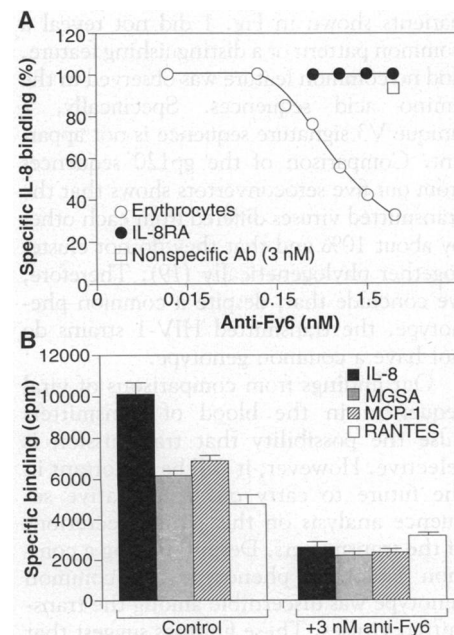 A
Specific IL-8 binding (%)
120
100
80
60
40
20
0
Erythrocytes
IL-8RA
Nonspecific Ab (3 nM)
0.015
0.15
1.5
Anti-Fy6 (nM)
B
Specific binding (cpm)
12000
10000
8000
6000
4000
2000
0
IL-8
MGSA
MCP-1
RANTES
Control
+3 nM anti-Fy6